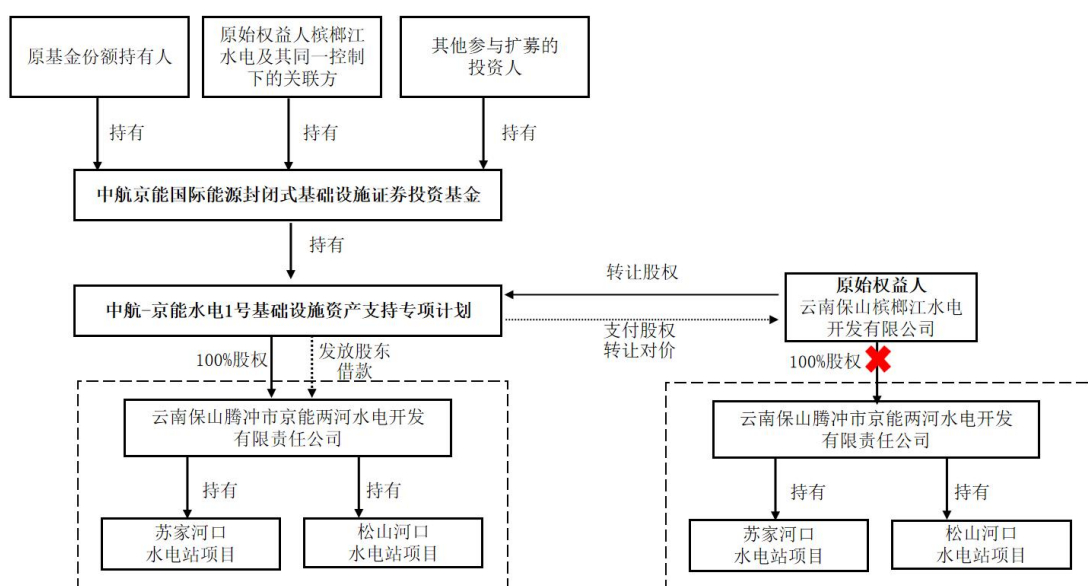 原基金份额持有人
原始权益人槟榔江
水电及其同一控制
下的关联方
其他参与扩募的
投资人
持有
持有
持有
中航京能国际能源封闭式基础设施证券投资基金
持有
中航-京能水电1号基础设施资产支持专项计划
转让股权
支付股权
转让对价
原始权益人
云南保山槟榔江水电
开发有限公司
100%股权
发放股东
借款
100%股权
云南保山腾冲市京能两河水电开发
有限责任公司
持有
持有
苏家河口
水电站项目
松山河口
水电站项目
云南保山腾冲市京能两河水电开发
有限责任公司
持有
持有
苏家河口
水电站项目
松山河口
水电站项目